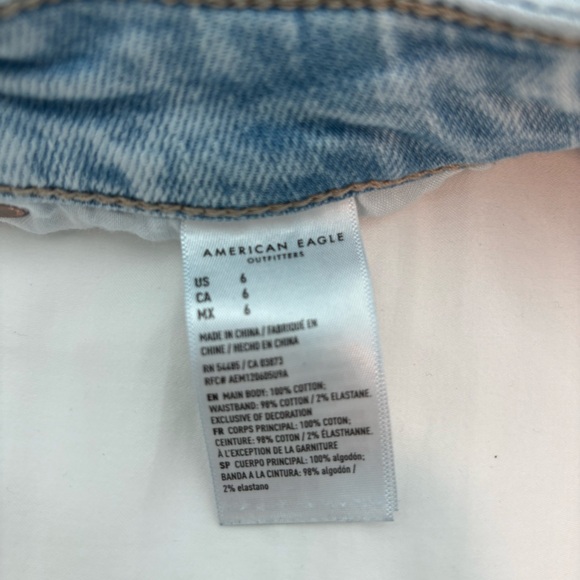 AMERICAN EAGLE
OUTFITTERS
US 6
CA 6
MX 6
MADE IN CHINA / FABRIQUÉ EN
CHINE / HECHO EN CHINA
RN 54485 / CA 03873
RFC# AEM120605U9A
EN MAIN BODY: 100% COTTON;
WAISTBAND: 98% COTTON / 2% ELASTANE.
EXCLUSIVE OF DECORATION
FR CORPS PRINCIPAL: 100% COTON;
CEINTURE: 98% COTON / 2% ÉLASTHANNE.
À L'EXCEPTION DE LA GARNITURE
SP CUERPO PRINCIPAL: 100% algodón;
BANDA A LA CINTURA: 98% algodón /
2% elastano